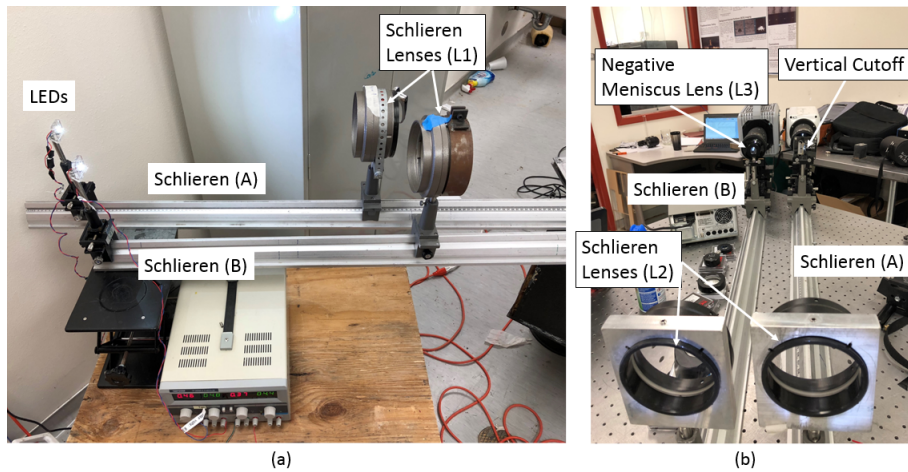 LEDs
Schlieren
Lenses (L1)
Schlieren (A)
Schlieren (B)
(a)
Negative
Meniscus Lens (L3)
Vertical Cutoff
Schlieren (B)
Schlieren
Lenses (L2)
Schlieren (A)
(b)